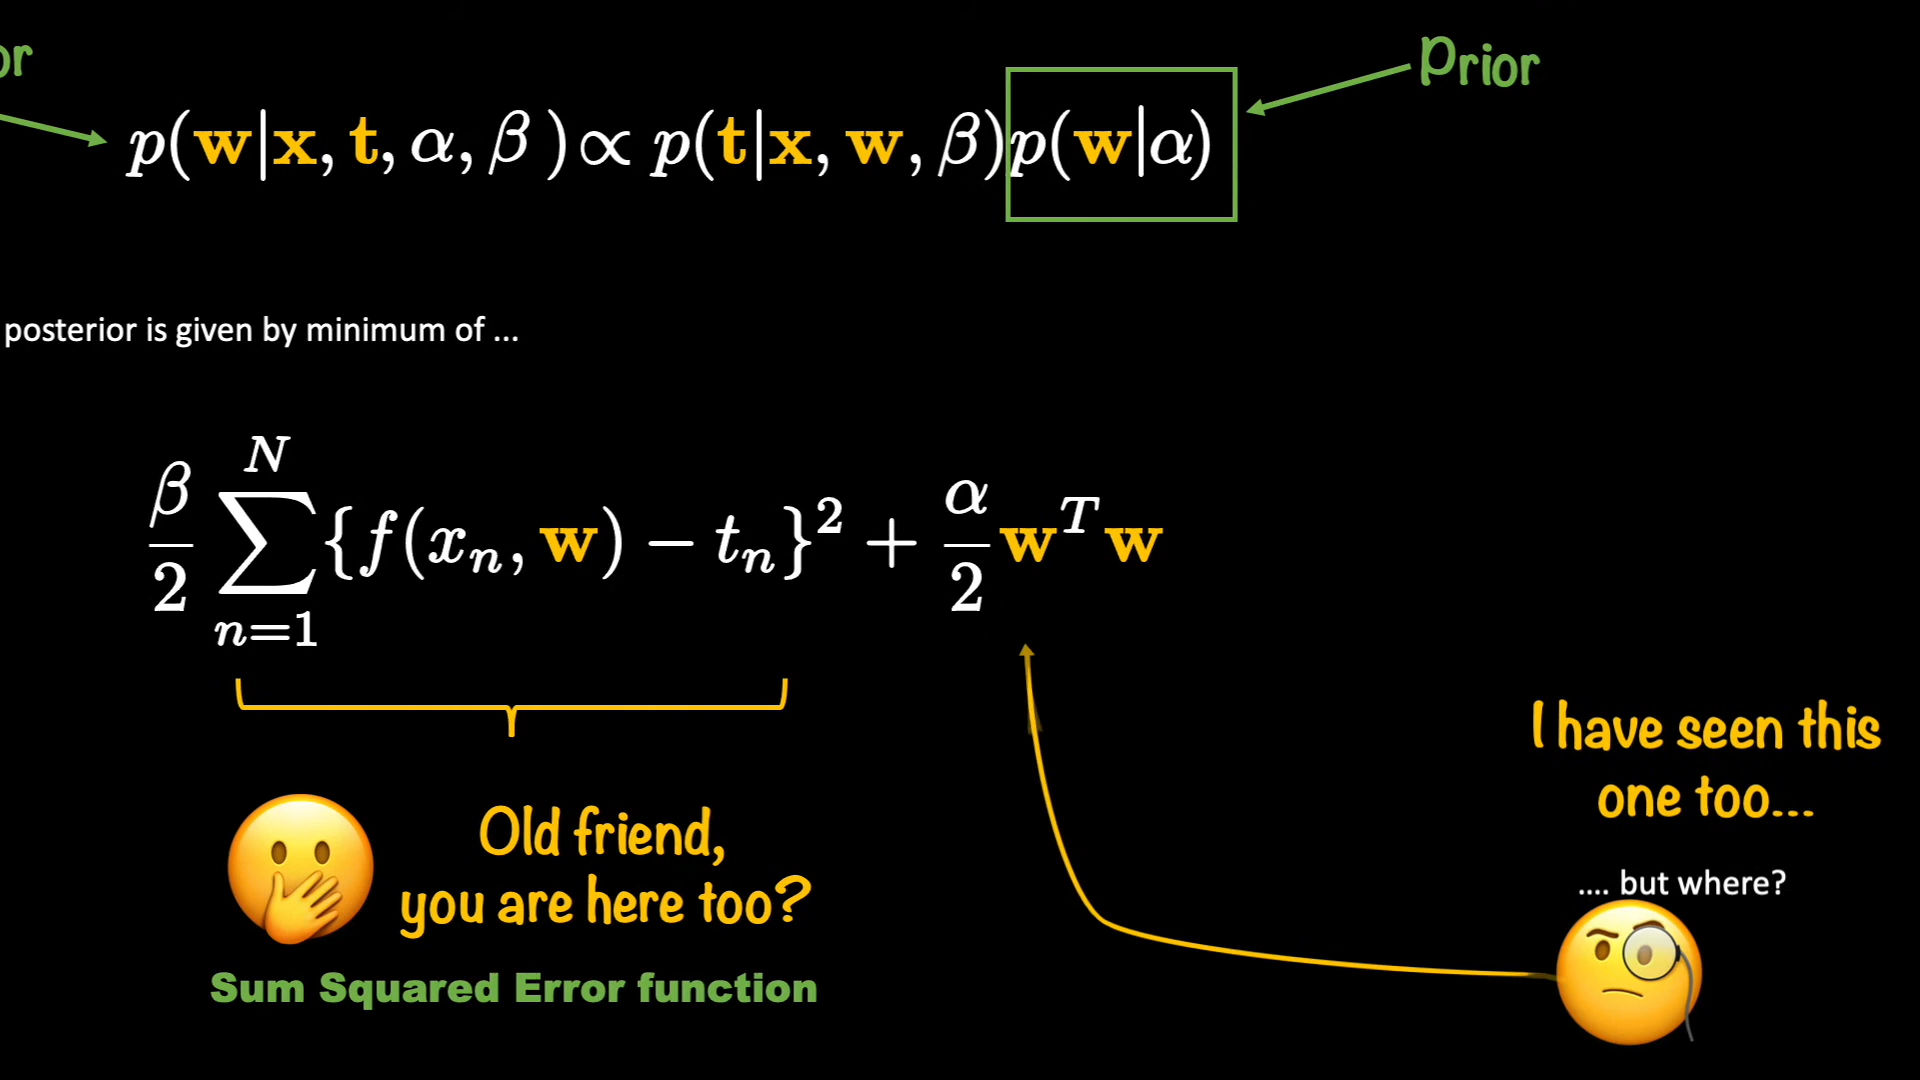 or
Prior
p(w|x, t, α, β ) ∝ p(t|x, w, β)p(w|α)
posterior is given by minimum of ...
β/2 ∑_{n=1}^{N} {f(x_n, w) − t_n}² + α/2 w^T w
I have seen this
one too...
.... but where?
Old friend,
you are here too?
Sum Squared Error function